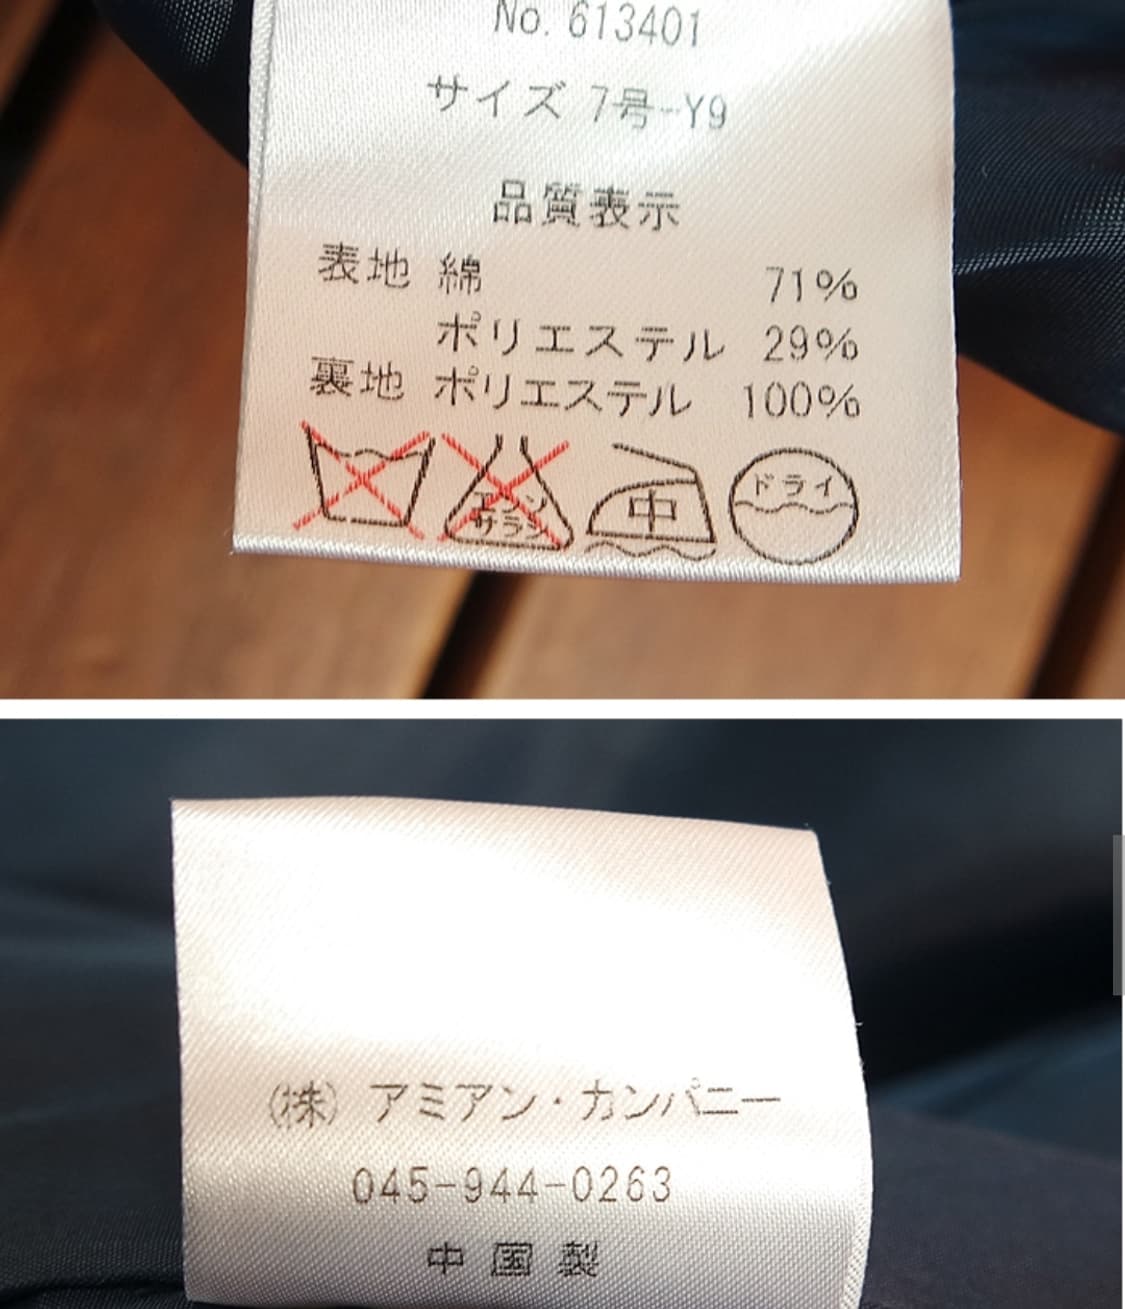 No. 613401
サイズ 7号-Y9
品質表示
表地 綿 71%
ポリエステル 29%
裏地 ポリエステル 100%
エンソ サラシ 中 ドライ
(株) アミアン・カンパニー
045-944-0263
中国製